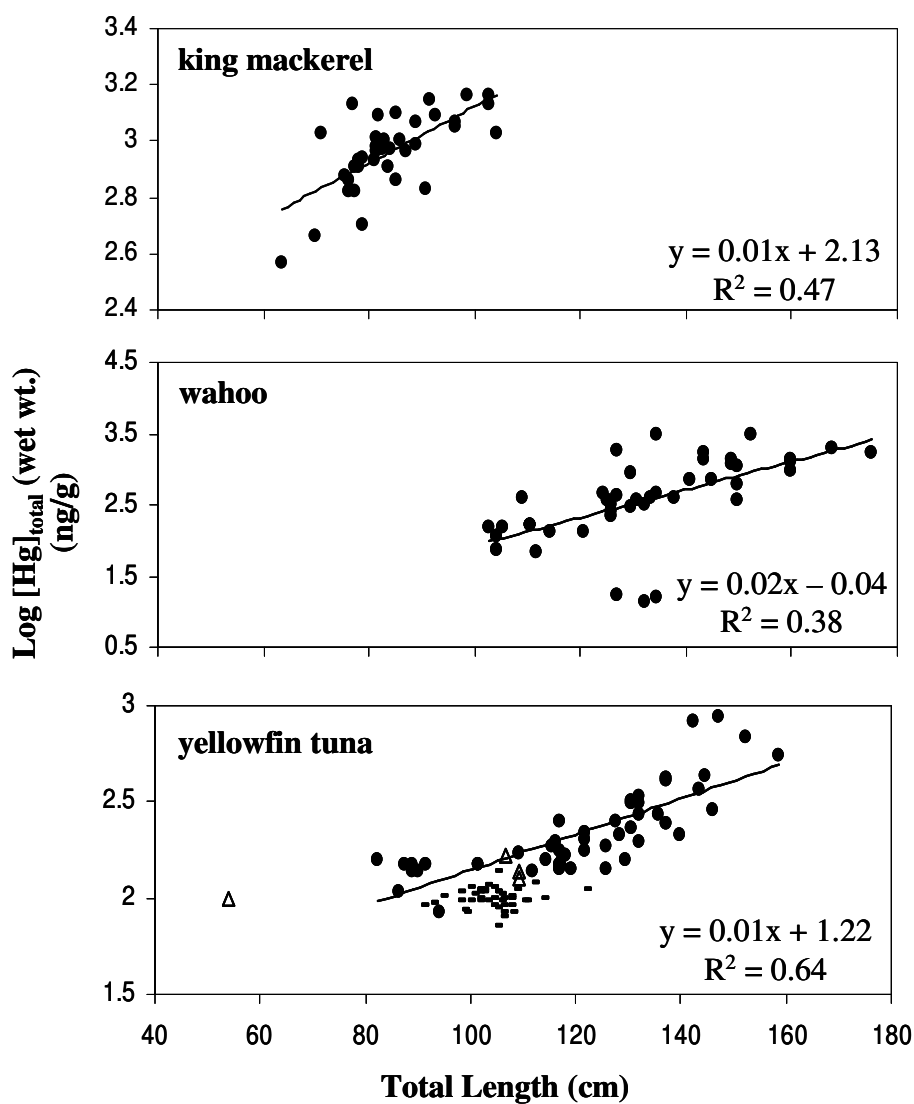 3.4
king mackerel
3.2
3
2.8
2.6
y = 0.01x + 2.13
R² = 0.47
2.4
4.5
wahoo
3.5
2.5
1.5
y = 0.02x – 0.04
R² = 0.38
0.5
Log [Hg]total (wet wt.)
(ng/g)
3
yellowfin tuna
2.5
2
y = 0.01x + 1.22
R² = 0.64
1.5
40 60 80 100 120 140 160 180
Total Length (cm)